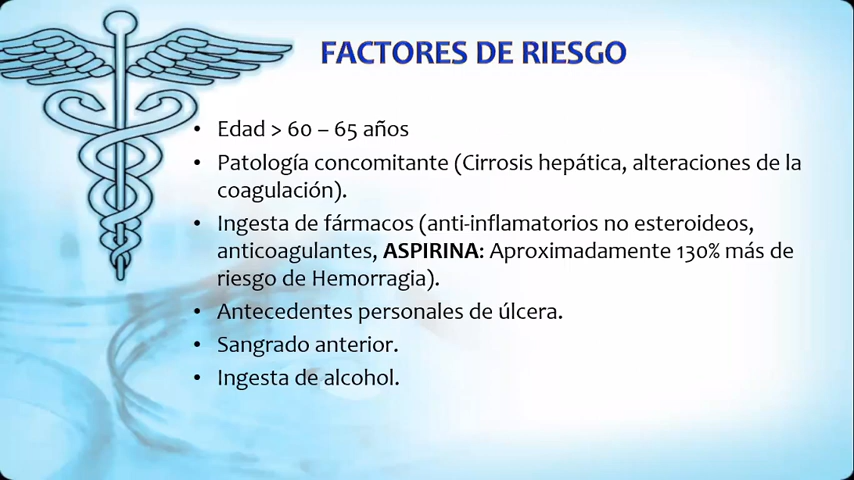 FACTORES DE RIESGO
• Edad > 60 – 65 años
• Patología concomitante (Cirrosis hepática, alteraciones de la
coagulación).
• Ingesta de fármacos (anti-inflamatorios no esteroideos,
anticoagulantes, ASPIRINA: Aproximadamente 130% más de
riesgo de Hemorragia).
• Antecedentes personales de úlcera.
• Sangrado anterior.
• Ingesta de alcohol.